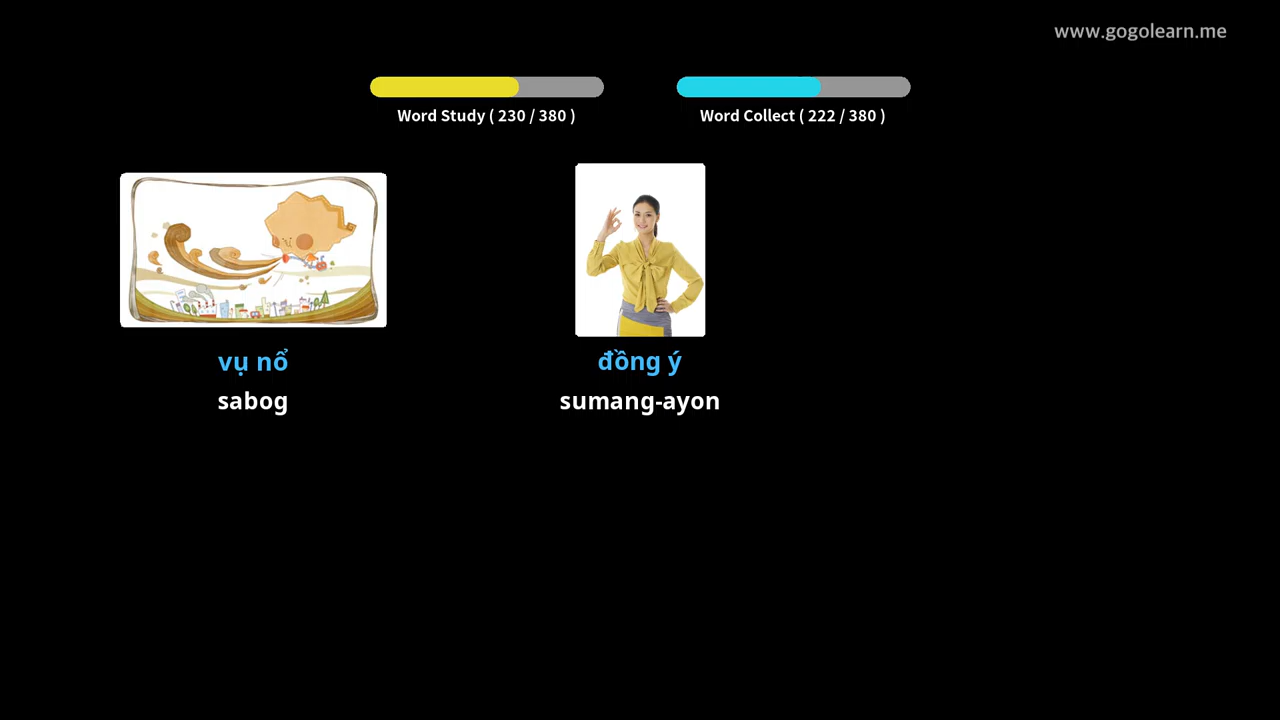 www.gogolearn.me
Word Study ( 230 / 380 )
Word Collect ( 222 / 380 )
vụ nổ
sabog
đồng ý
sumang-ayon